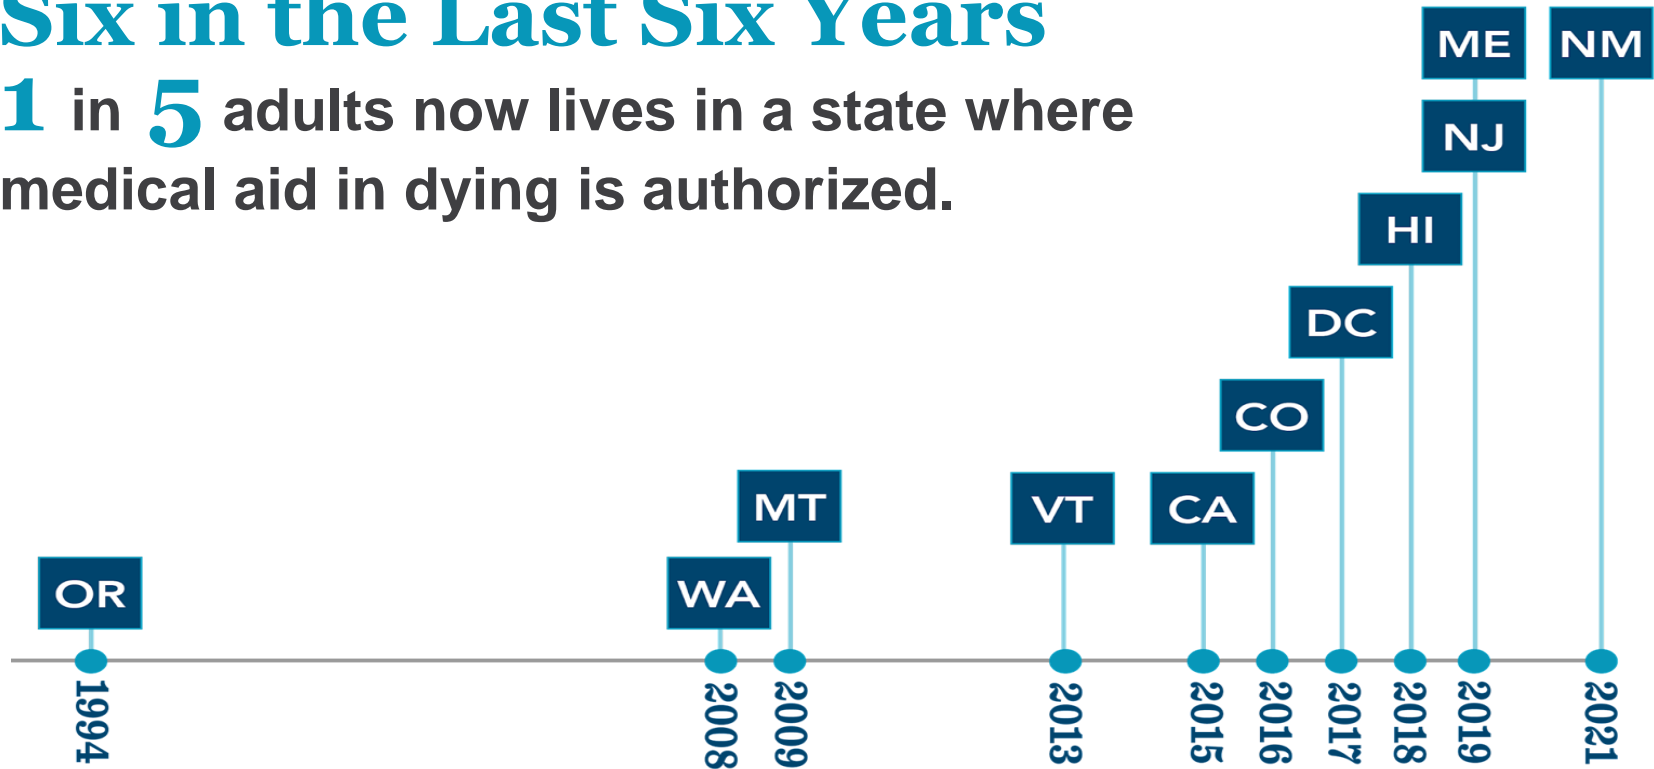 Six in the Last Six Years
1 in 5 adults now lives in a state where
medical aid in dying is authorized.
ME NM
NJ
HI
DC
CO
MT VT CA
OR WA
1994 2008 2009 2013 2015 2016 2017 2018 2019 2021